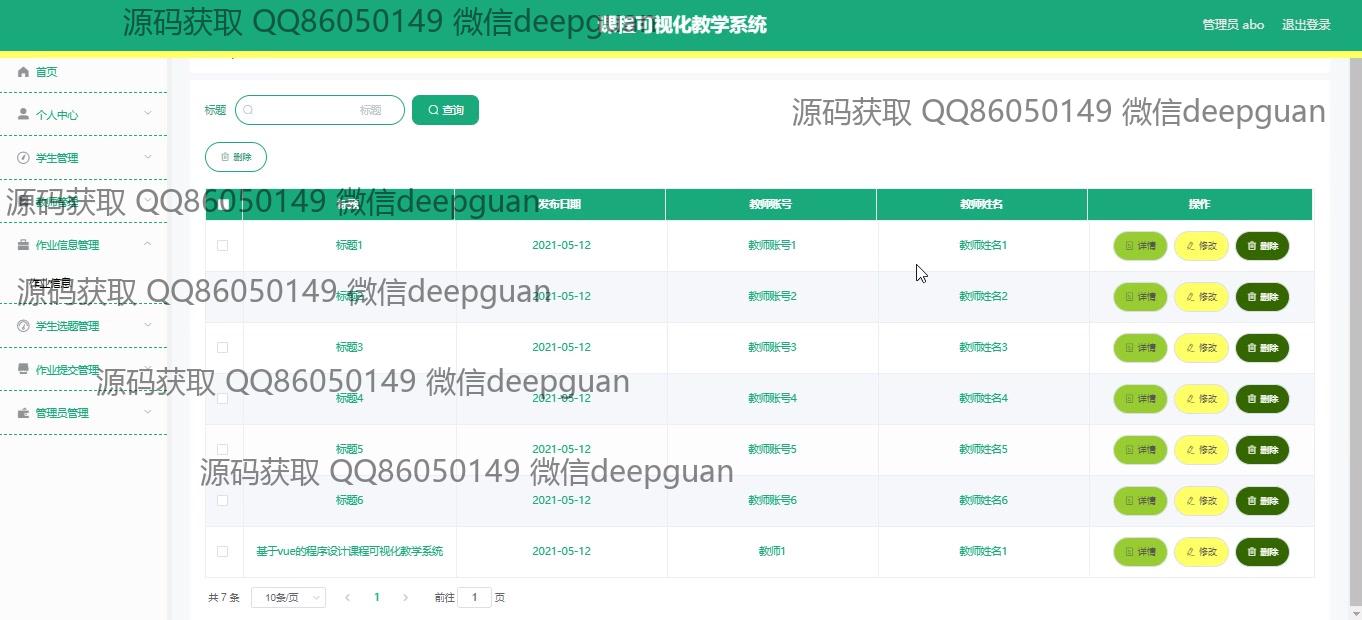 源码获取 QQ86050149 微信deepguan
课程可视化教学系统
管理员 abo 退出登录
首页
个人中心
学生管理
教师管理
作业信息管理
作业信息
学生选题管理
作业提交管理
管理员管理
标题 标题 查询
源码获取 QQ86050149 微信deepguan
删除
源码获取 QQ86050149 微信deepguan
标题 发布日期 教师账号 教师姓名 操作
标题1 2021-05-12 教师账号1 教师姓名1 详情 修改 删除
源码获取 QQ86050149 微信deepguan
标题2 2021-05-12 教师账号2 教师姓名2 详情 修改 删除
标题3 2021-05-12 教师账号3 教师姓名3 详情 修改 删除
源码获取 QQ86050149 微信deepguan
标题4 2021-05-12 教师账号4 教师姓名4 详情 修改 删除
标题5 2021-05-12 教师账号5 教师姓名5 详情 修改 删除
源码获取 QQ86050149 微信deepguan
标题6 2021-05-12 教师账号6 教师姓名6 详情 修改 删除
基于vue的程序设计课程可视化教学系统 2021-05-12 教师1 教师姓名1 详情 修改 删除
共 7 条 10条/页 1 前往 1 页